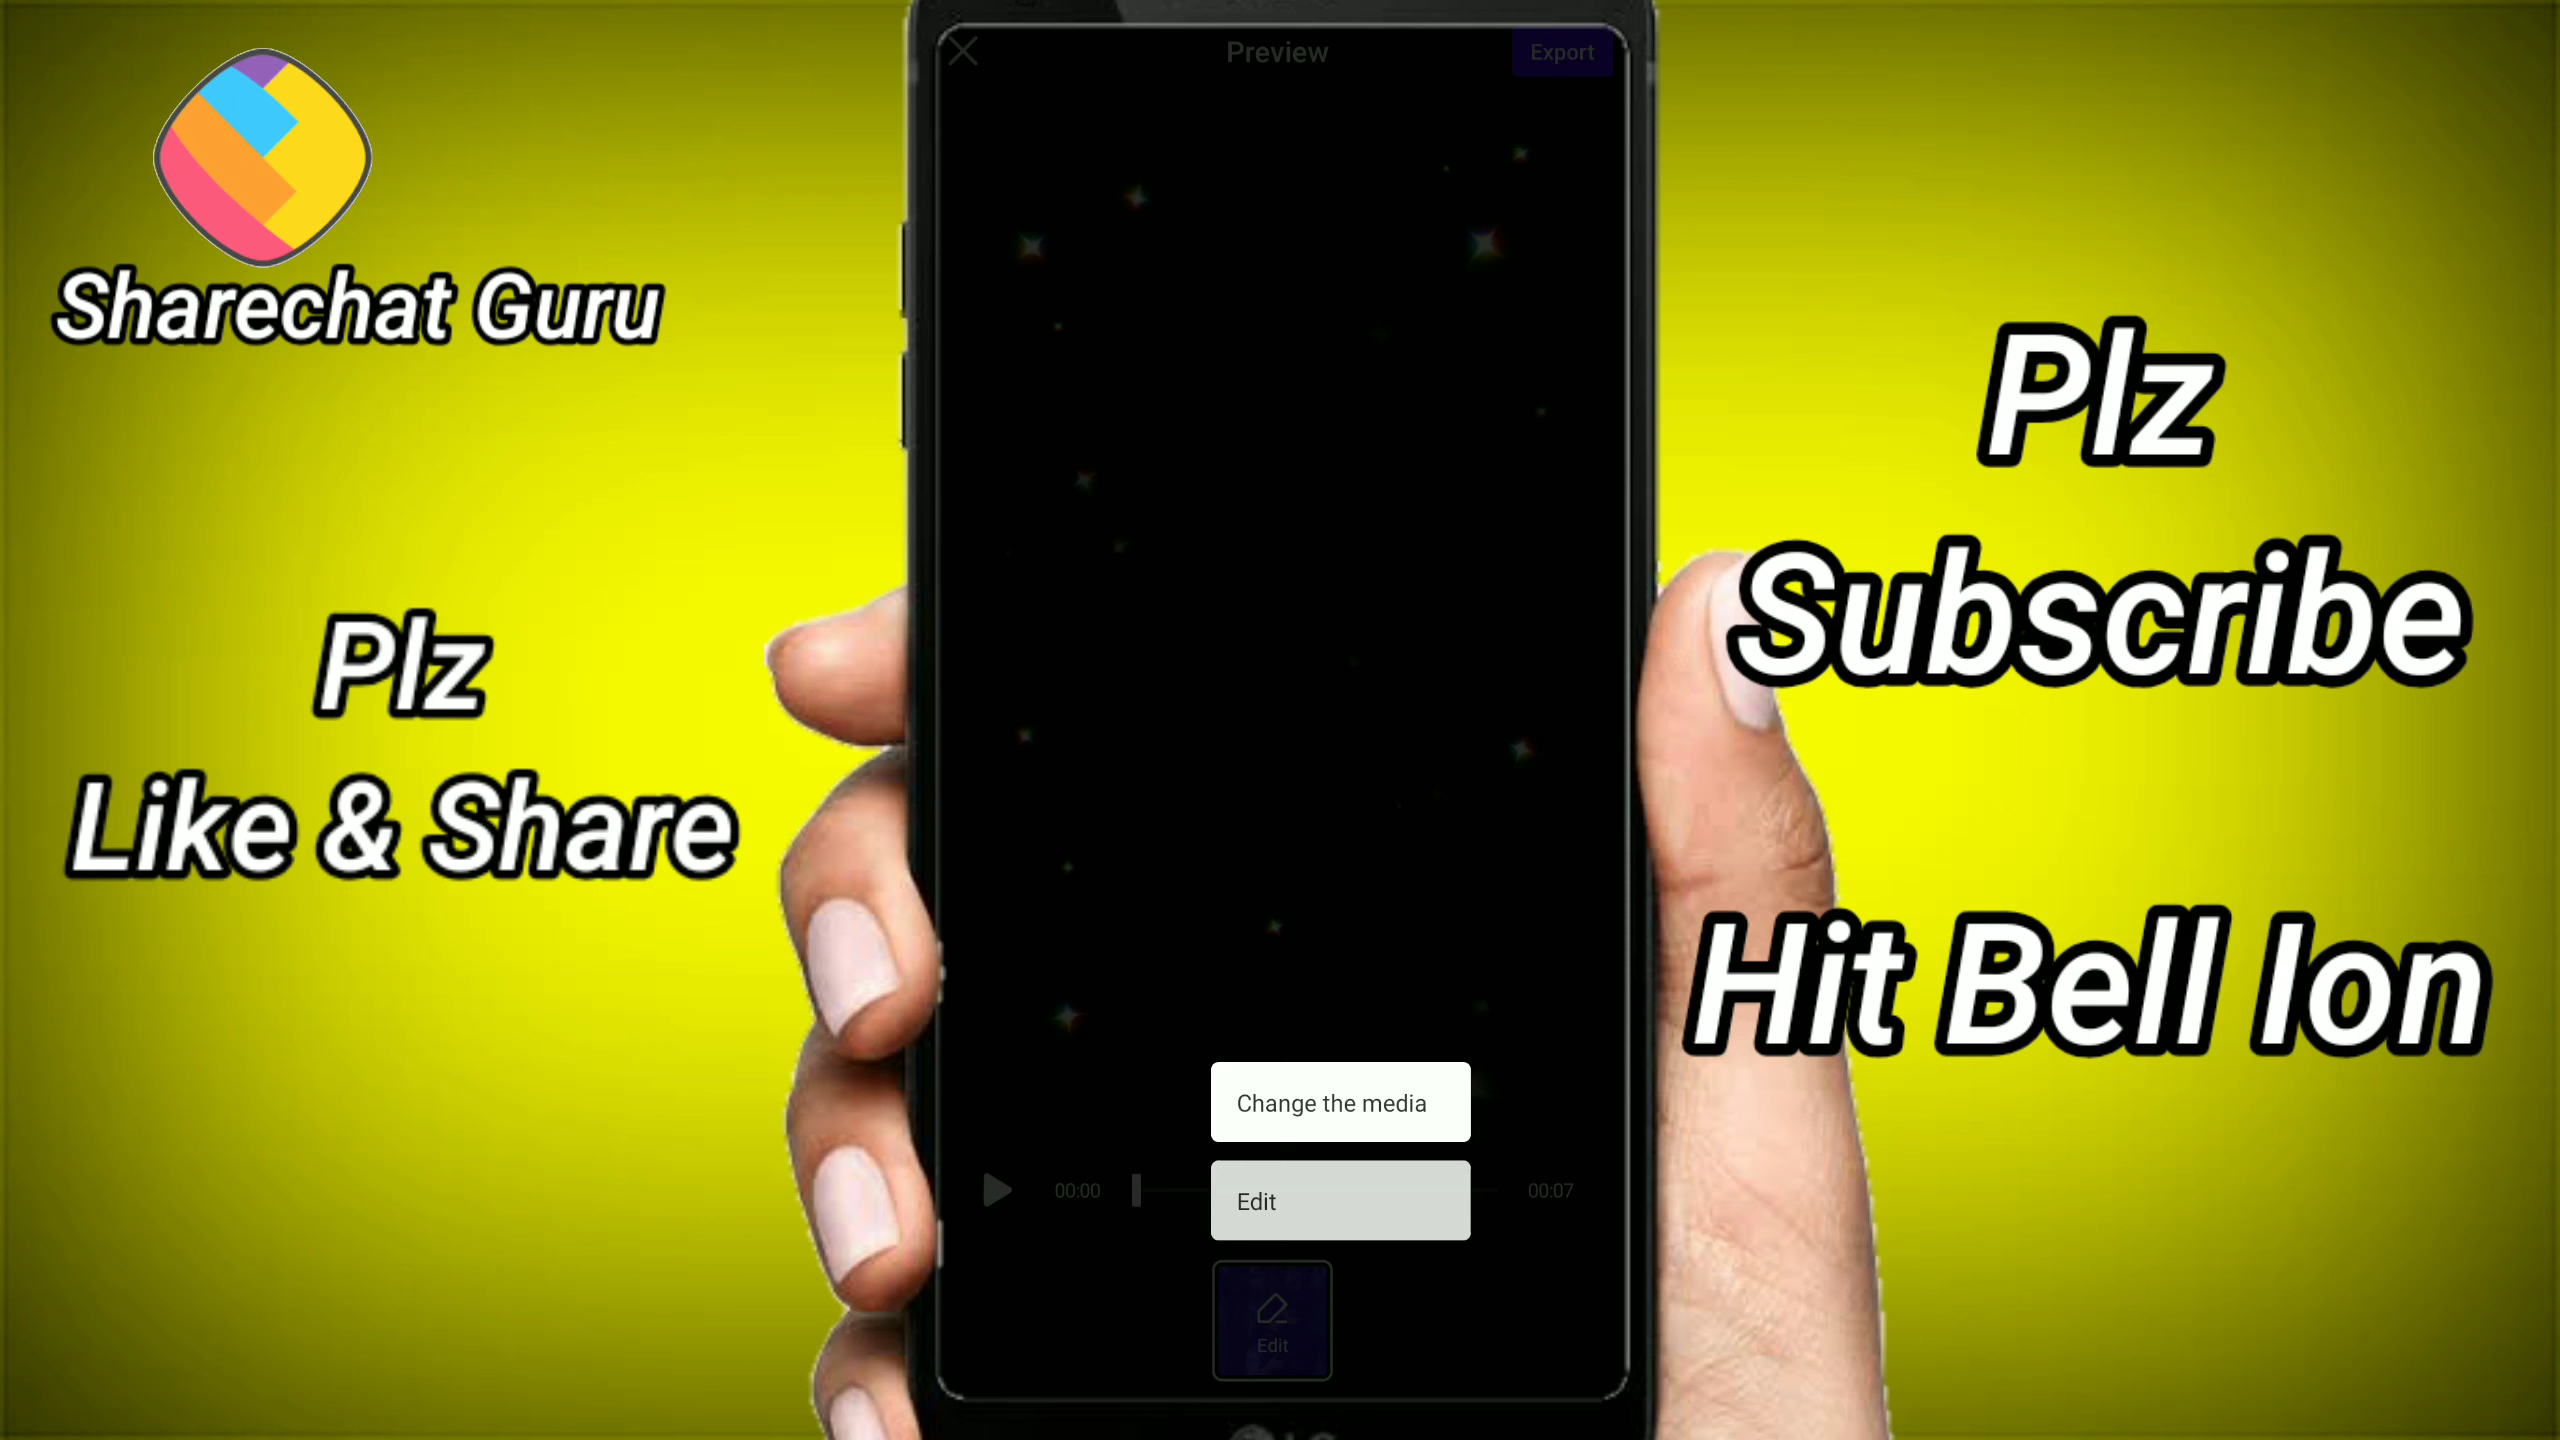 Sharechat Guru
Plz
Like & Share
Preview
Export
Change the media
00:00
Edit
00:07
Edit
Plz
Subscribe
Hit Bell Ion